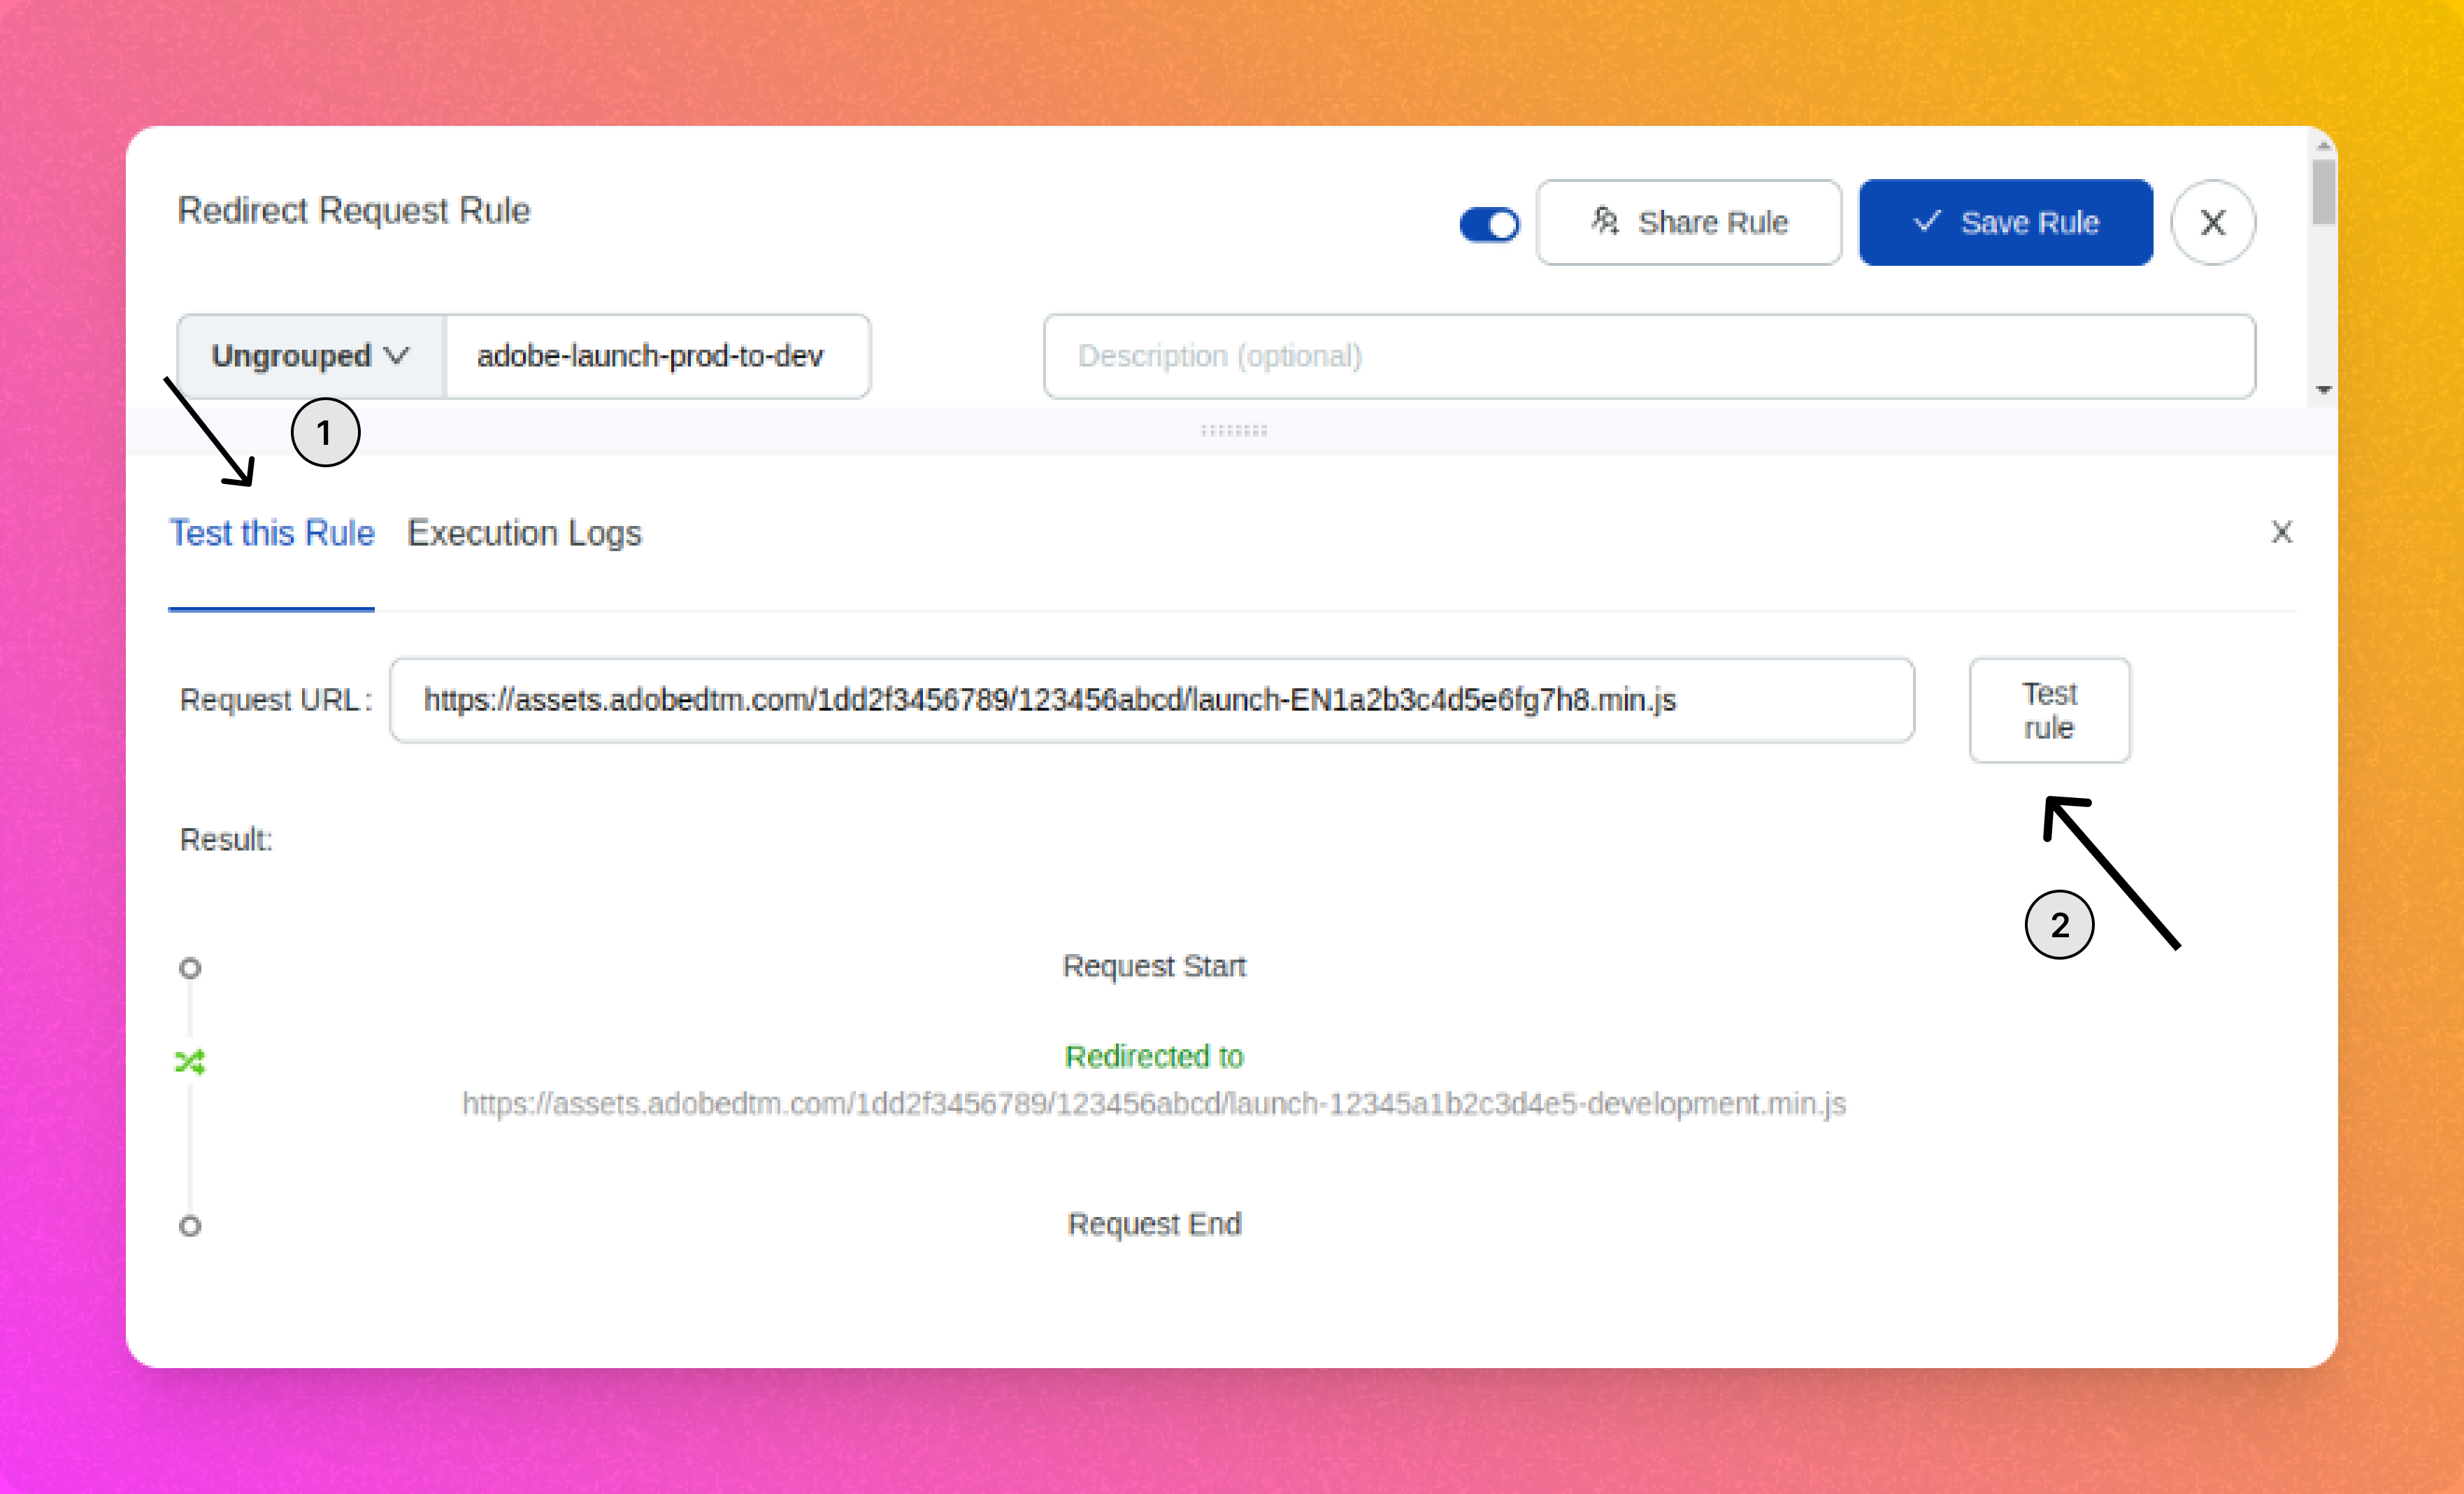 Redirect Request Rule
Share Rule
Save Rule
X
Ungrouped
adobe-launch-prod-to-dev
Description (optional)
1
Test this Rule
Execution Logs
X
Request URL :
https://assets.adobedtm.com/1dd2f3456789/123456abcd/launch-EN1a2b3c4d5e6fg7h8.min.js
Test
rule
Result:
2
Request Start
Redirected to
https://assets.adobedtm.com/1dd2f3456789/123456abcd/launch-12345a1b2c3d4e5-development.min.js
Request End